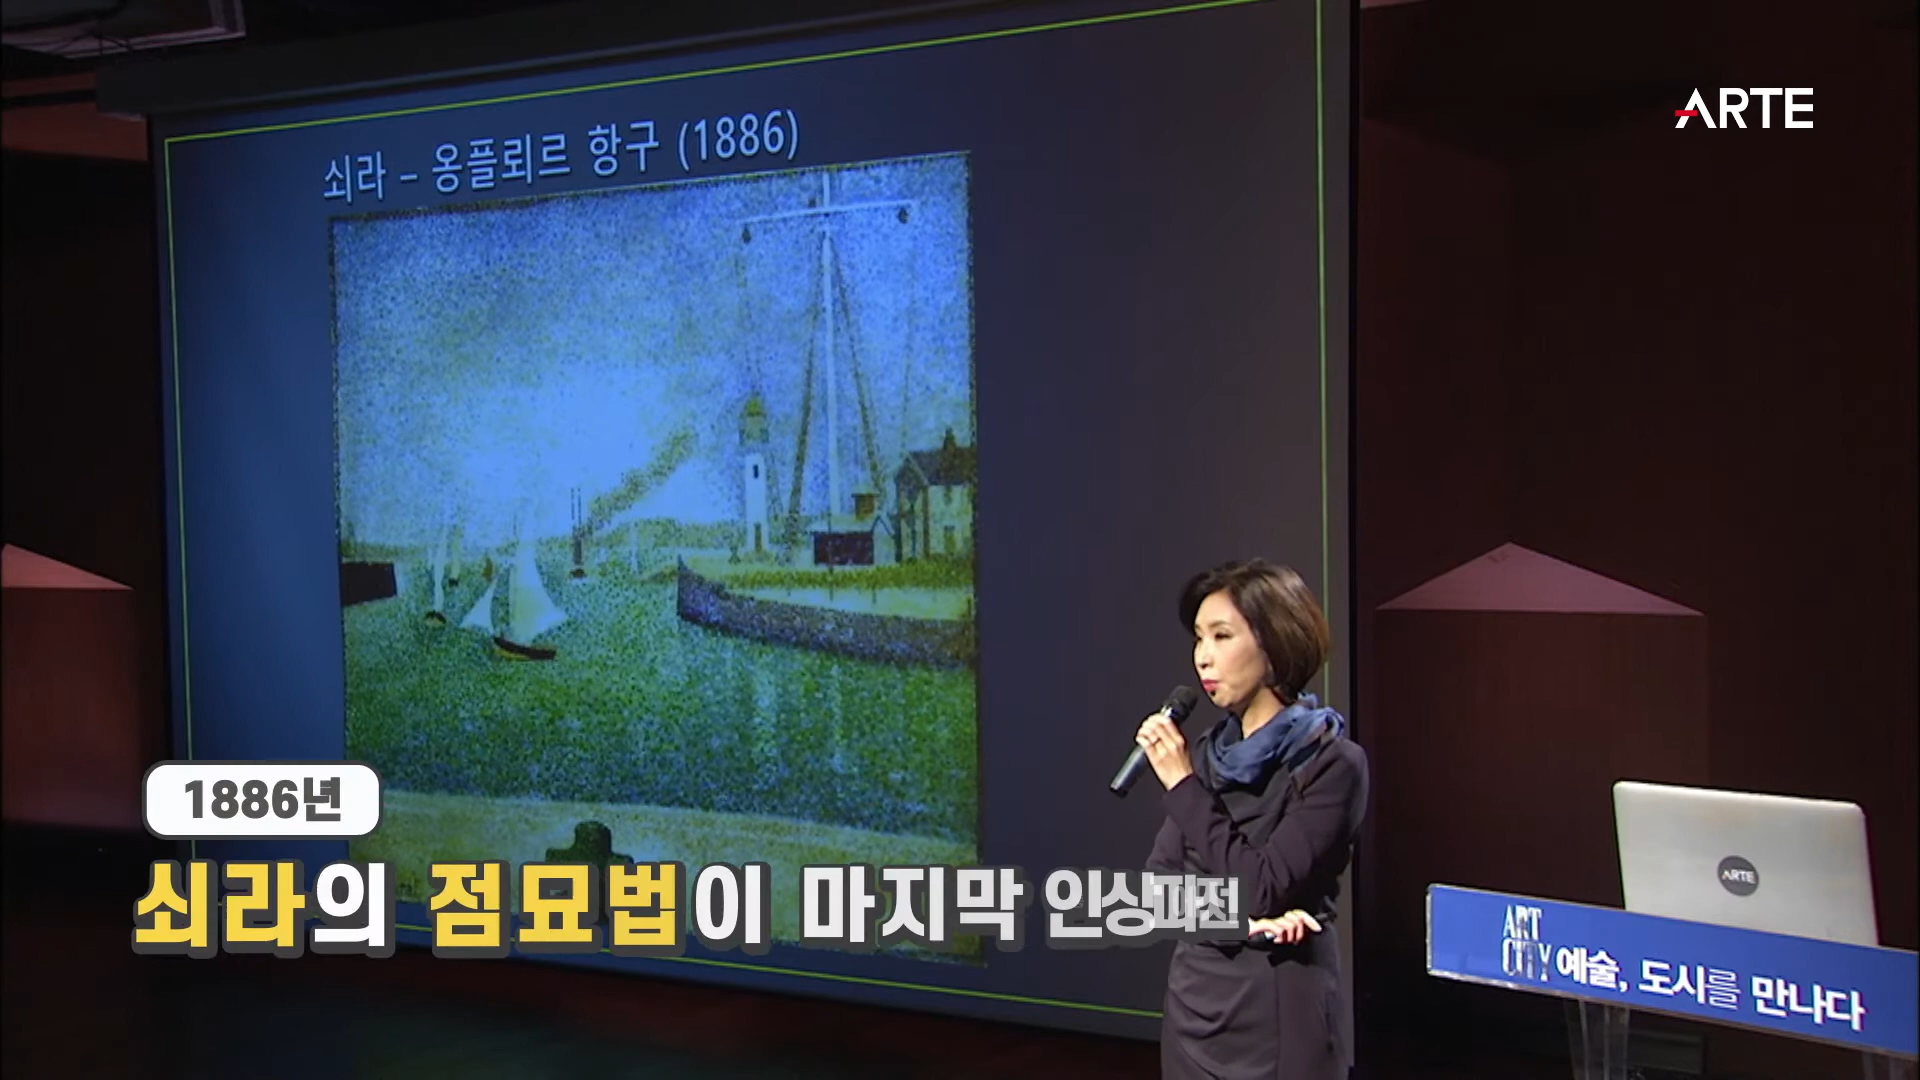 ARTE
쇠라 – 옹플뢰르 항구 (1886)
1886년
쇠라의 점묘법이 마지막 인상파전
ARTE
ART
CITY 예술, 도시를 만나다